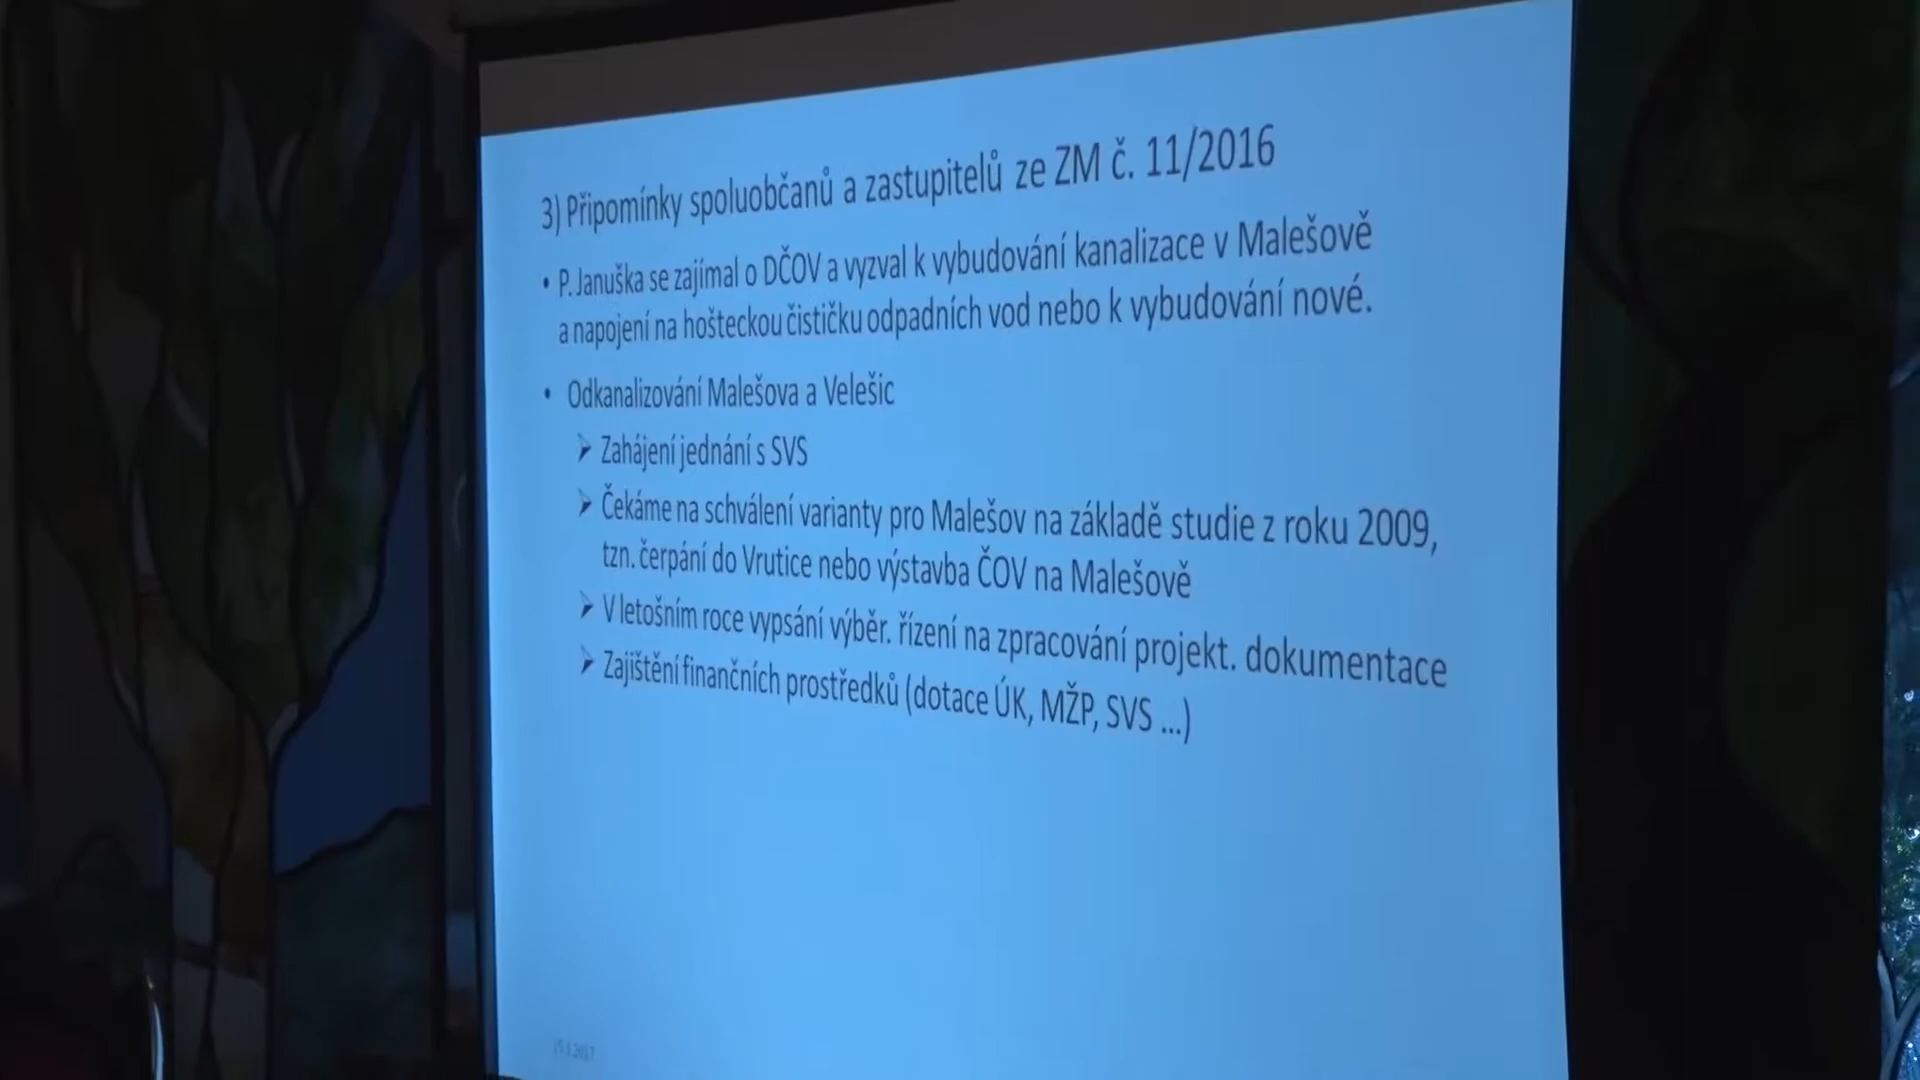 3) Připomínky spoluobčanů a zastupitelů ze ZM č. 11/2016
• P. Januška se zajímal o DČOV a vyzval k vybudování kanalizace v Malešově
a napojení na hošteckou čističku odpadních vod nebo k vybudování nové.
• Odkanalizování Malešova a Velešic
➢ Zahájení jednání s SVS
➢ Čekáme na schválení varianty pro Malešov na základě studie z roku 2009,
tzn. čerpání do Vrutice nebo výstavba ČOV na Malešově
➢ V letošním roce vypsání výběr. řízení na zpracování projekt. dokumentace
➢ Zajištění finančních prostředků (dotace ÚK, MŽP, SVS ...)